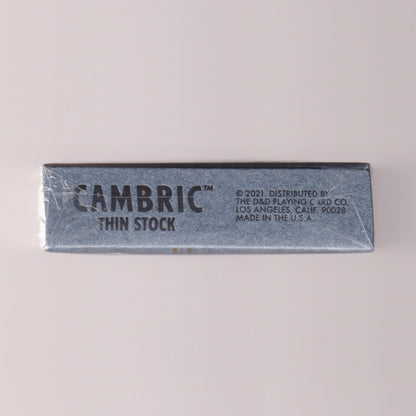 CAMBRIC™
THIN STOCK
© 2021. DISTRIBUTED BY
THE D&D PLAYING CARD CO.
LOS ANGELES, CALIF. 90028
MADE IN THE U.S.A.